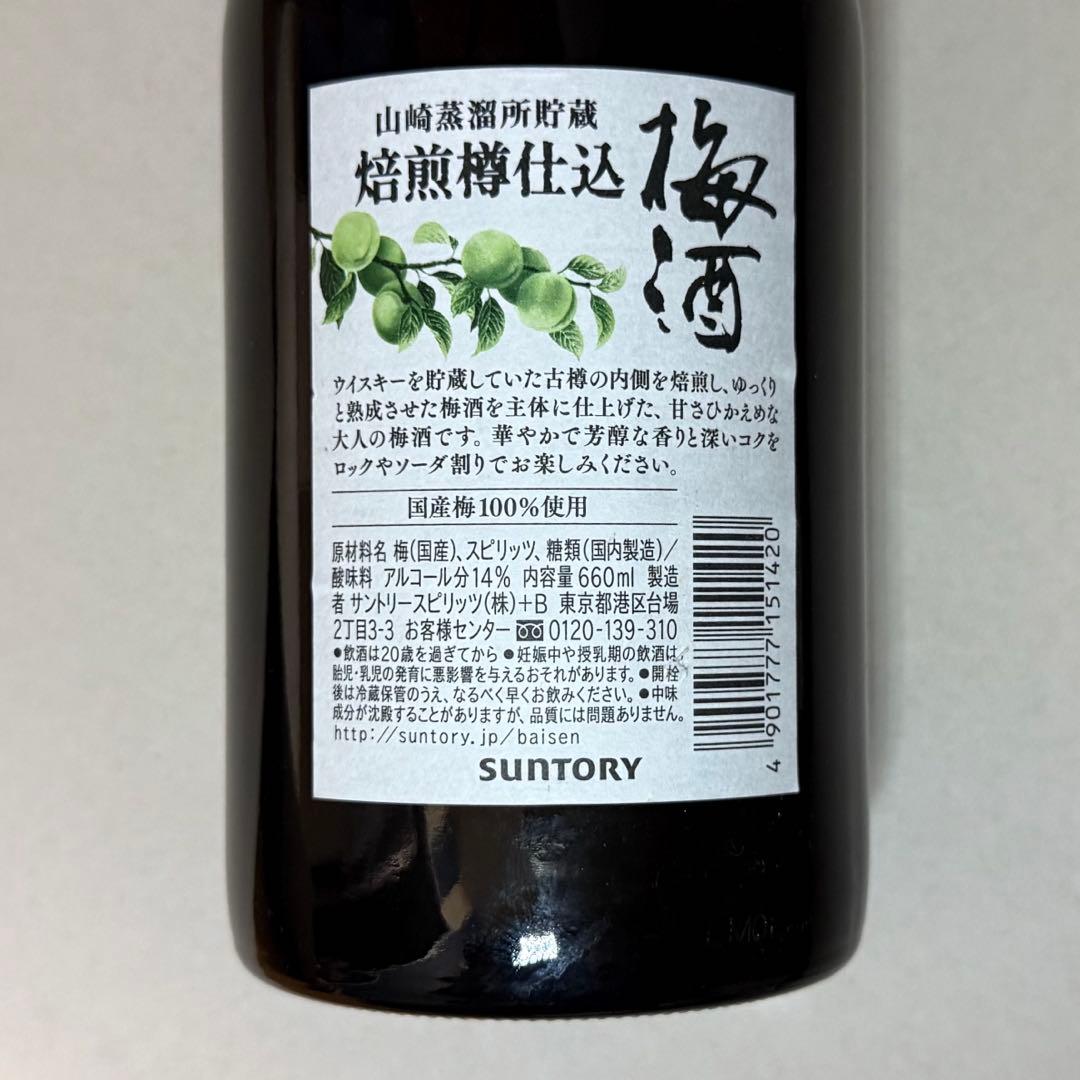 山崎蒸溜所貯蔵
焙煎樽仕込
梅酒
ウイスキーを貯蔵していた古樽の内側を焙煎し、ゆっくり
と熟成させた梅酒を主体に仕上げた、甘さひかえめな
大人の梅酒です。華やかで芳醇な香りと深いコクを
ロックやソーダ割りでお楽しみください。
国産梅100%使用
原材料名 梅(国産)、スピリッツ、糖類(国内製造)/
酸味料 アルコール分14% 内容量660ml 製造
者 サントリースピリッツ(株)+B 東京都港区台場
2丁目3-3 お客様センター 0120-139-310
●飲酒は20歳を過ぎてから ●妊娠中や授乳期の飲酒は、
胎児・乳児の発育に悪影響を与えるおそれがあります。●開栓
後は冷蔵保管のうえ、なるべく早くお飲みください。●中味
成分が沈殿することがありますが、品質には問題ありません。
http://suntory.jp/baisen
SUNTORY
4 901777 151420